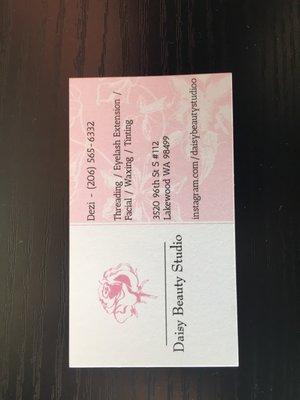 Dezi - (206) 565-6332
Threading / Eyelash Extension /
Facial / Waxing / Tinting
3520 96th St S #112
Lakewood WA 98499
instagram.com/daisybeautystudioo
Daisy Beauty Studio